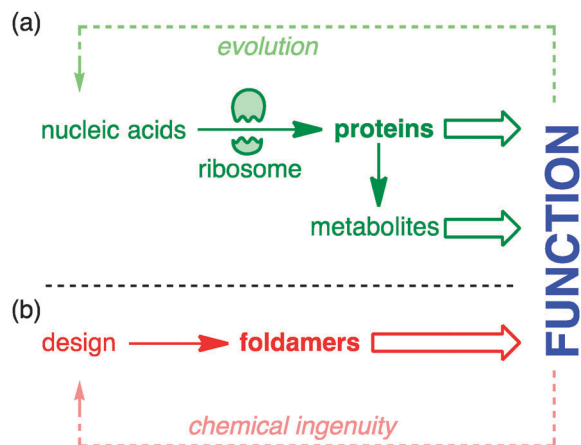 (a)
evolution
nucleic acids
proteins
ribosome
metabolites
FUNCTION
(b)
design
foldamers
chemical ingenuity